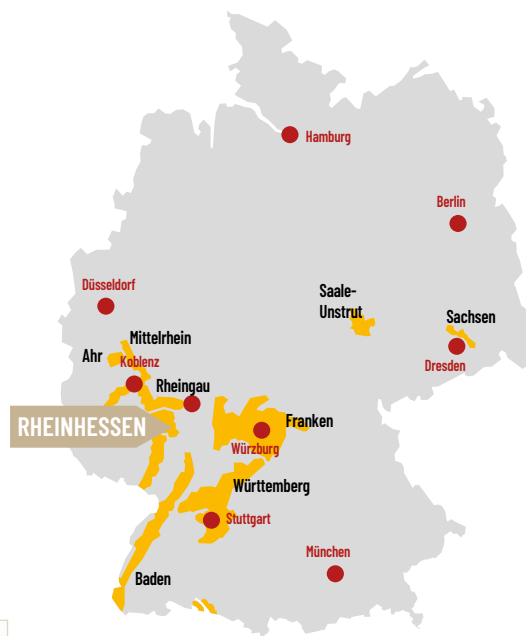 Hamburg
Berlin
Düsseldorf
Saale-
Unstrut
Sachsen
Mittelrhein
Ahr
Koblenz
Dresden
Rheingau
RHEINHESSEN
Franken
Würzburg
Württemberg
Stuttgart
München
Baden